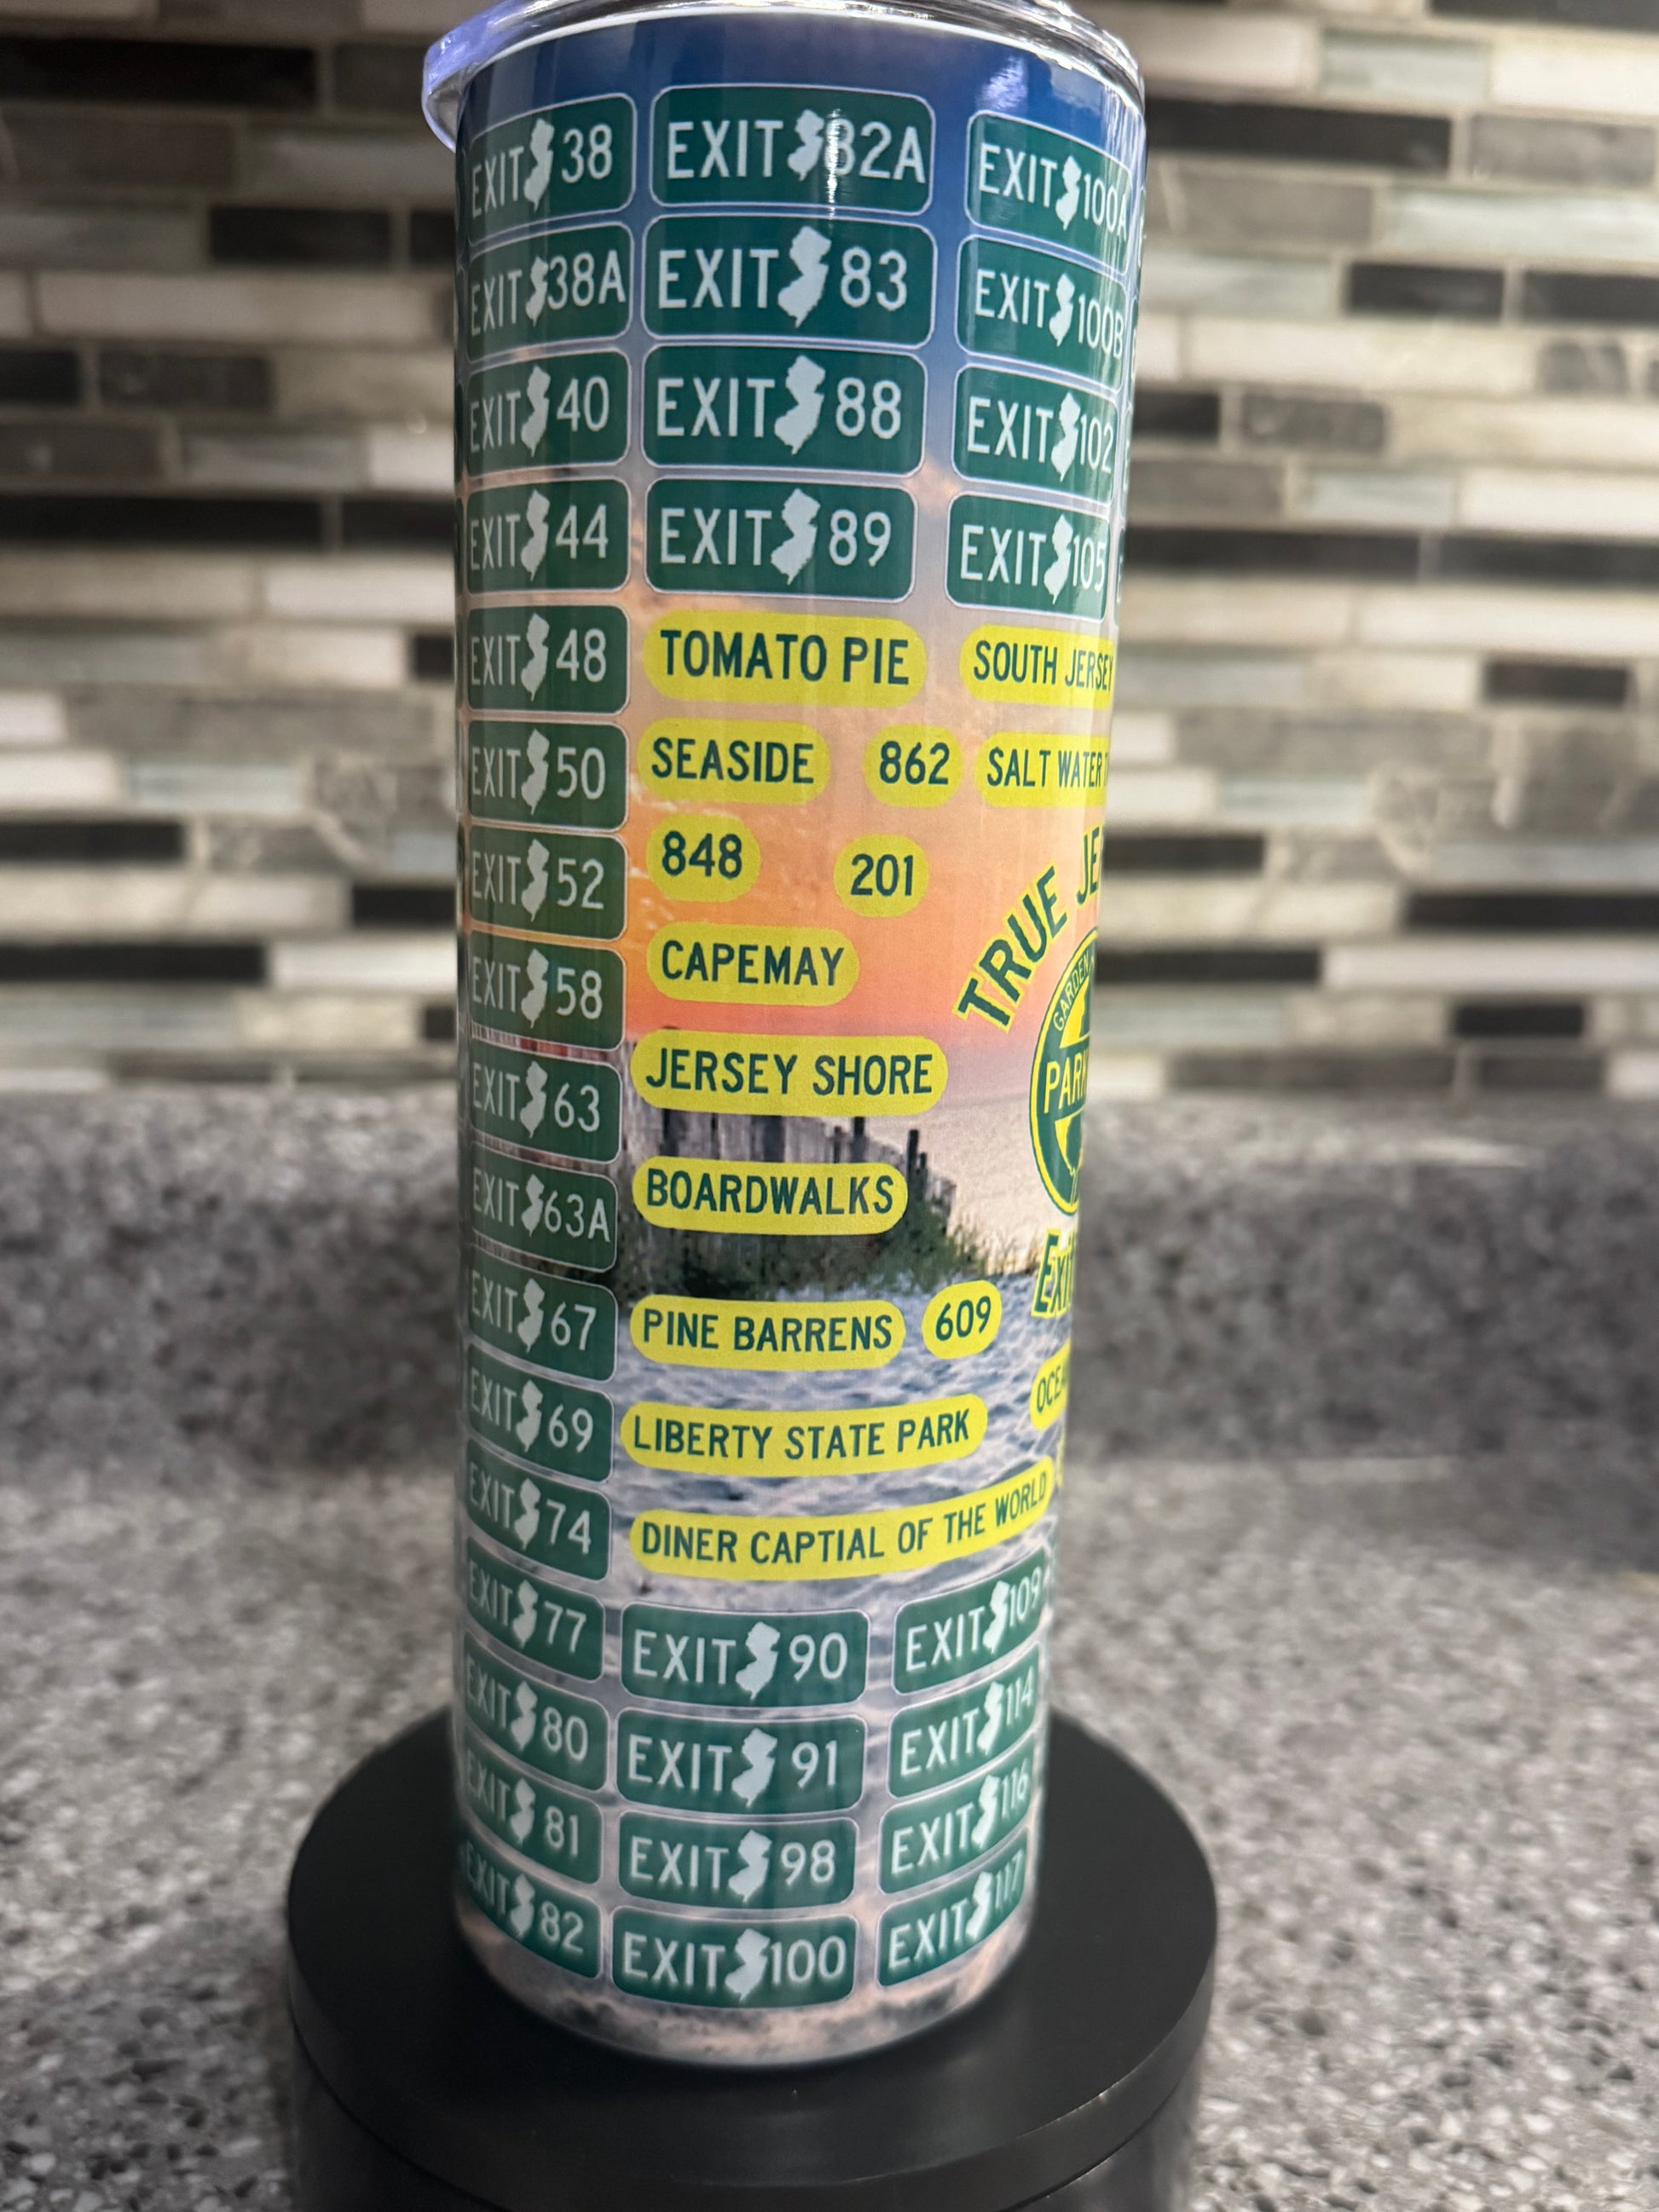 EXIT 38
EXIT 38A
EXIT 40
EXIT 44
EXIT 48
EXIT 50
EXIT 52
EXIT 58
EXIT 63
EXIT 63A
EXIT 67
EXIT 69
EXIT 74
EXIT 77
EXIT 80
EXIT 81
EXIT 82
EXIT 82A
EXIT 83
EXIT 88
EXIT 89
TOMATO PIE
SEASIDE
862
848
201
CAPEMAY
JERSEY SHORE
BOARDWALKS
PINE BARRENS
609
LIBERTY STATE PARK
DINER CAPTIAL OF THE WORLD
EXIT 90
EXIT 91
EXIT 98
EXIT 100
EXIT 100A
EXIT 100B
EXIT 102
EXIT 105
SOUTH JERSEY
SALT WATER
TRUE
GARDEN
Exit
EXIT 109
EXIT 114
EXIT 116
EXIT 117